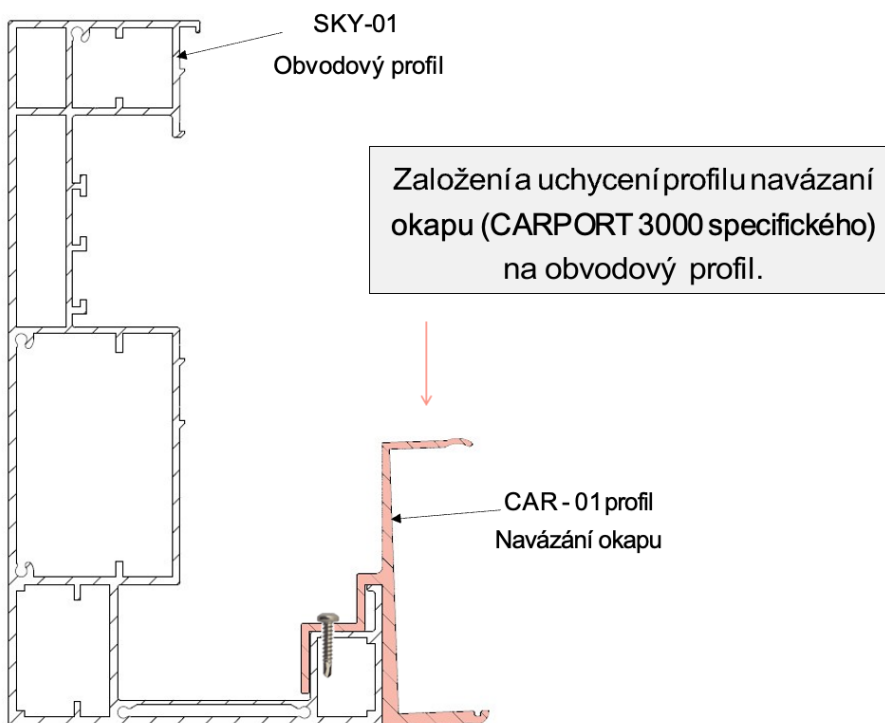 SKY-01
Obvodový profil
Založení a uchycení profilu navázaní
okapu (CARPORT 3000 specifického)
na obvodový profil.
CAR - 01 profil
Navázání okapu